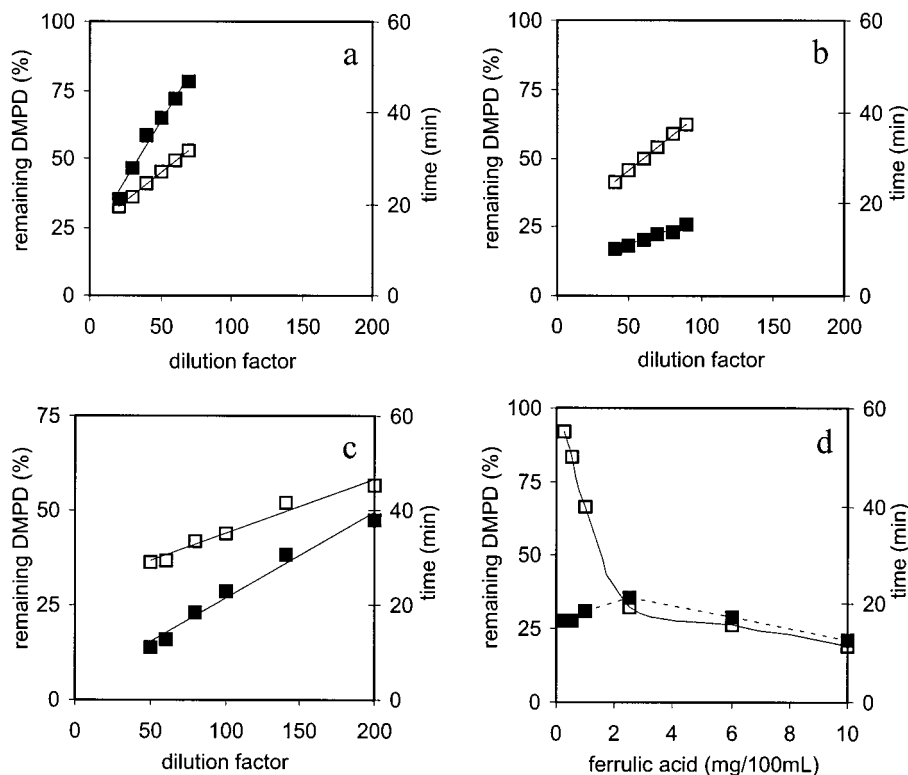 a
remaining DMPD (%)
100
75
50
25
0
60
40
20
0
time (min)
0 50 100 150 200
dilution factor
b
remaining DMPD (%)
100
75
50
25
0
60
40
20
0
time (min)
0 50 100 150 200
dilution factor
c
remaining DMPD (%)
75
50
25
0
60
40
20
0
time (min)
0 50 100 150 200
dilution factor
d
remaining DMPD (%)
100
75
50
25
0
60
40
20
0
time (min)
0 2 4 6 8 10
ferrulic acid (mg/100mL)